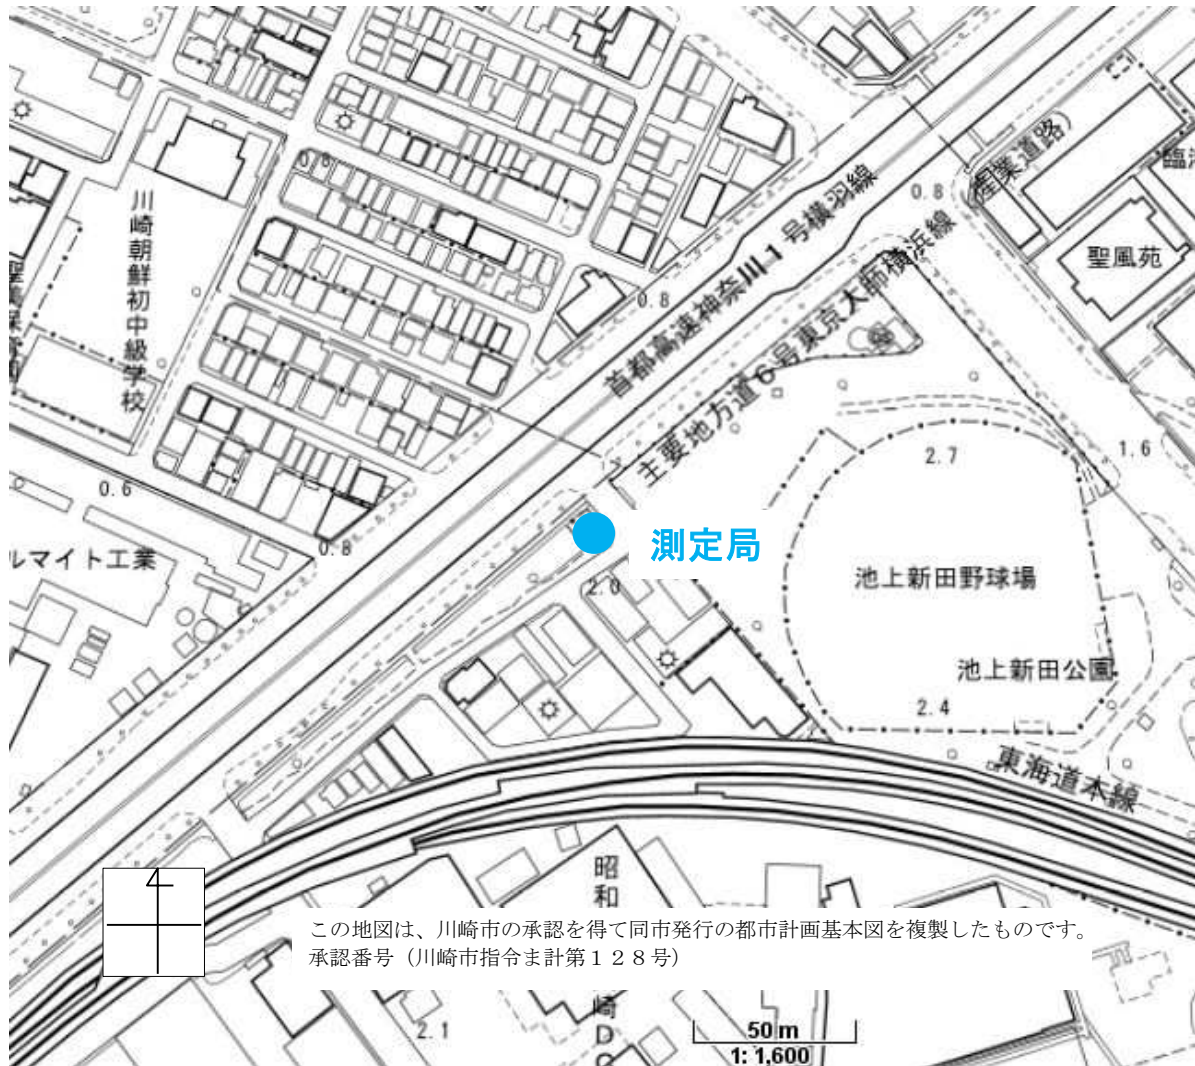 川崎朝鮮初中級学校
0.8
0.8
0.8
首都高速神奈川1号横羽線
主要地方道6号東京大師横浜線
(産業道路)
聖風苑
1.6
2.7
0.6
0.8
ルマイト工業
測定局
2.0
池上新田野球場
池上新田公園
2.4
東海道本線
昭和
この地図は、川崎市の承認を得て同市発行の都市計画基本図を複製したものです。
承認番号（川崎市指令ま計第128号）
崎D
2.1
50 m
1: 1,600